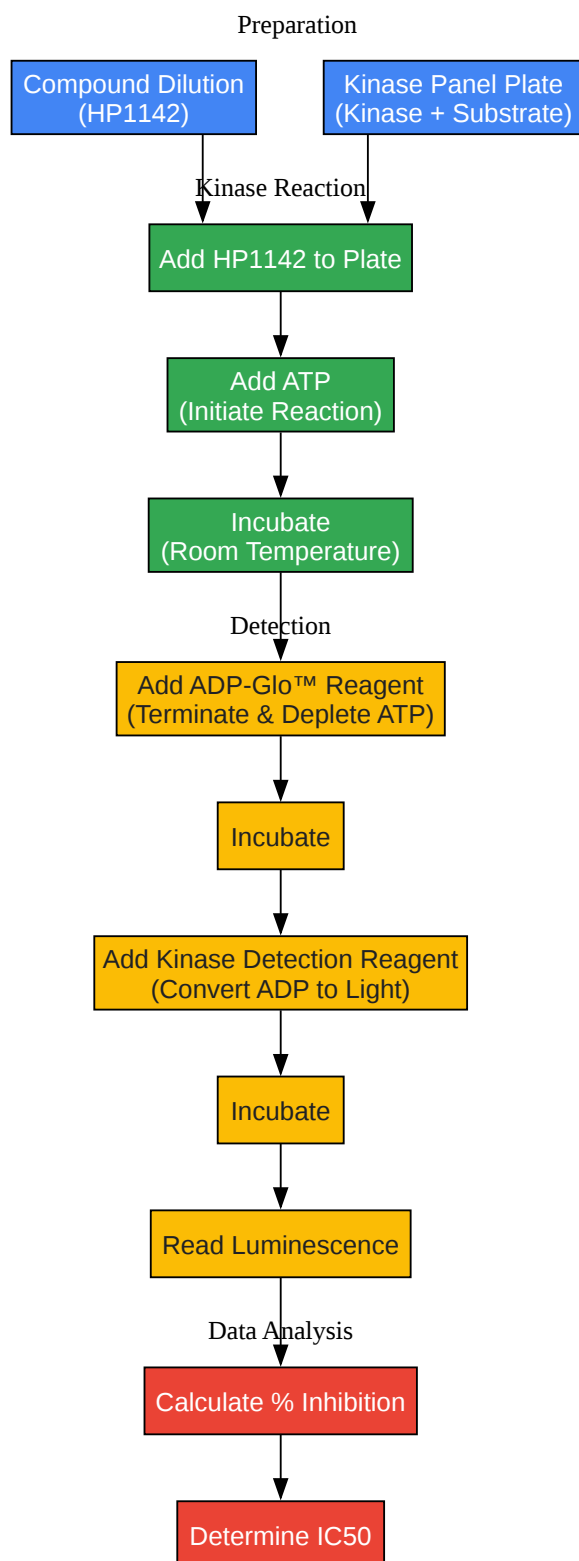 Preparation
Compound Dilution
(HP1142)
Kinase Panel Plate
(Kinase + Substrate)
Kinase Reaction
Add HP1142 to Plate
Add ATP
(Initiate Reaction)
Incubate
(Room Temperature)
Detection
Add ADP-Glo™ Reagent
(Terminate & Deplete ATP)
Incubate
Add Kinase Detection Reagent
(Convert ADP to Light)
Incubate
Read Luminescence
Data Analysis
Calculate % Inhibition
Determine IC50